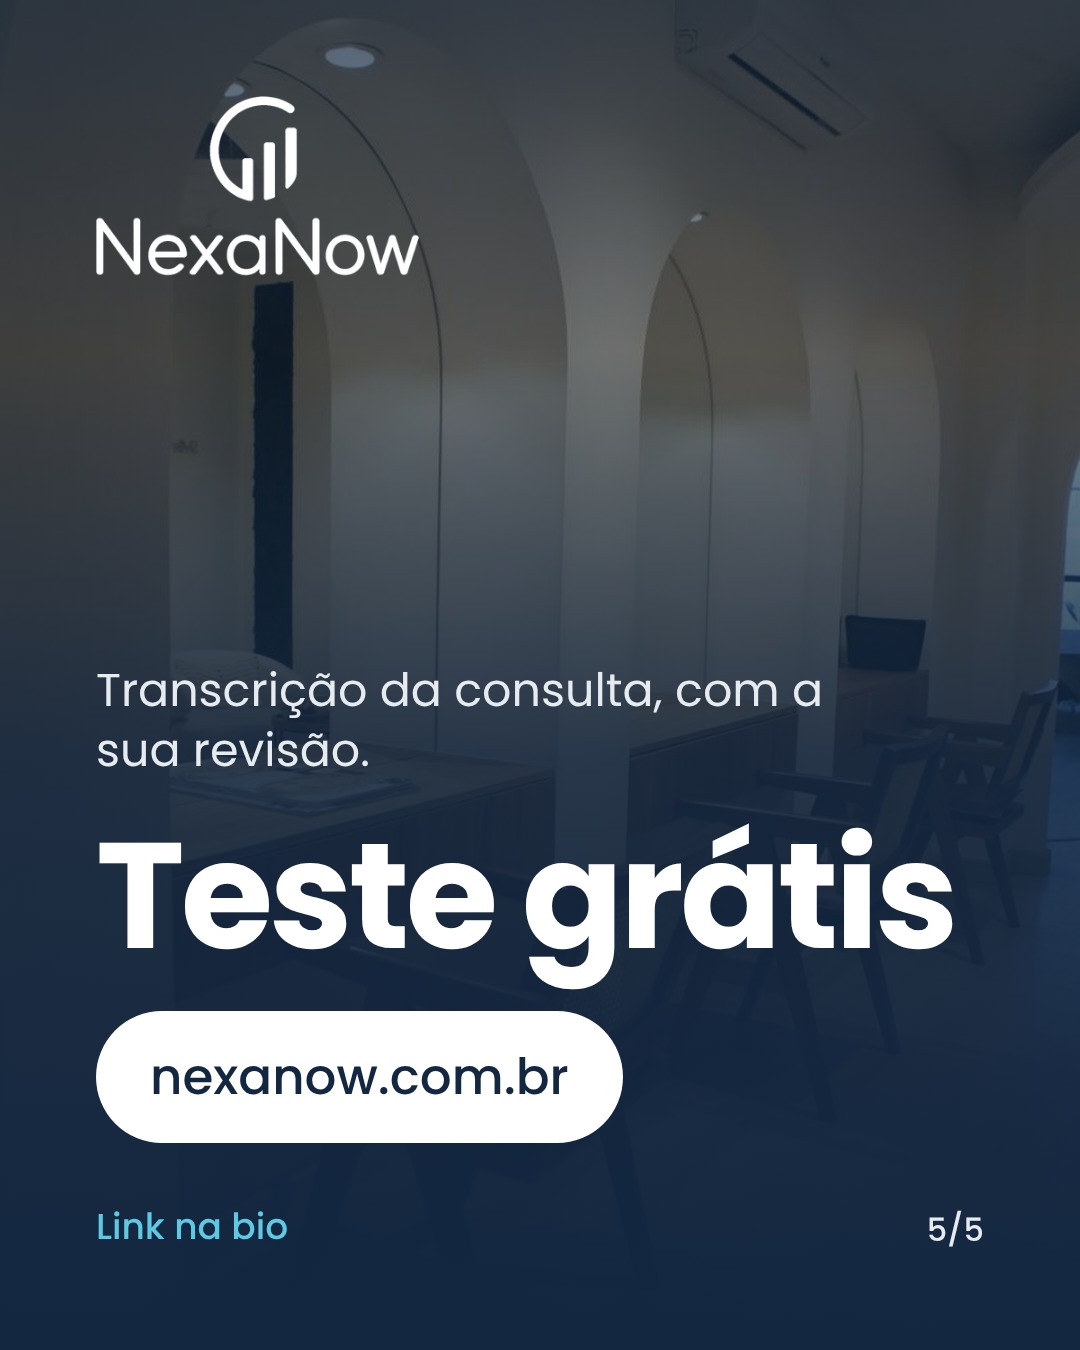 NexaNow
Transcrição da consulta, com a
sua revisão.
Teste grátis
nexanow.com.br
Link na bio
5/5